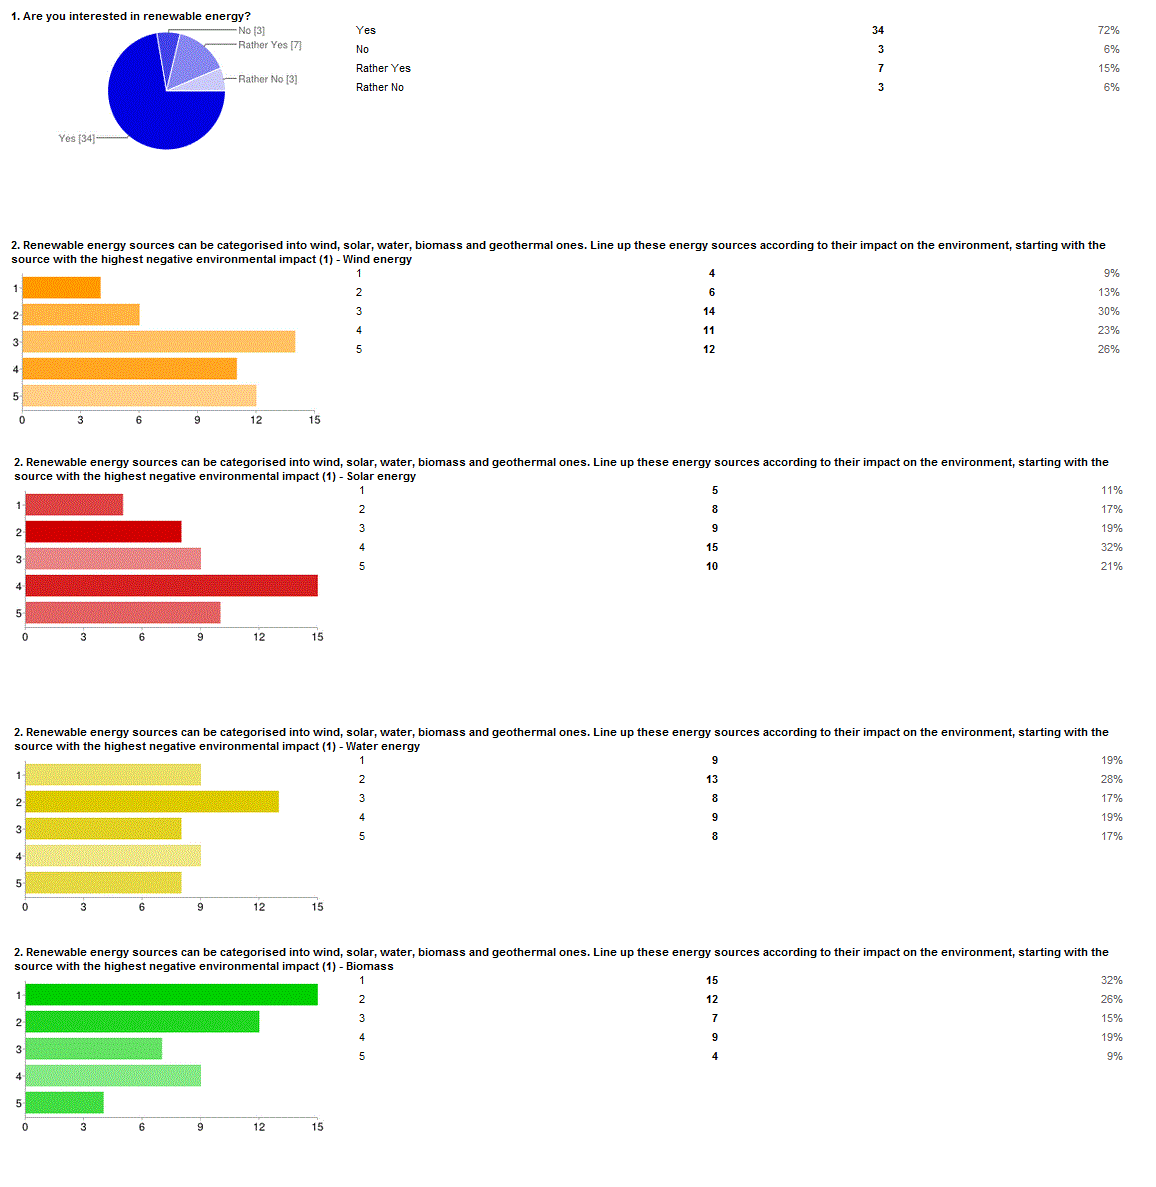 1. Are you interested in renewable energy?
No [3]
Rather Yes [7]
Rather No [3]
Yes [34]
Yes 34 72%
No 3 6%
Rather Yes 7 15%
Rather No 3 6%
2. Renewable energy sources can be categorised into wind, solar, water, biomass and geothermal ones. Line up these energy sources according to their impact on the environment, starting with the
source with the highest negative environmental impact (1) - Wind energy
1 4 9%
2 6 13%
3 14 30%
4 11 23%
5 12 26%
1
2
3
4
5
0 3 6 9 12 15
2. Renewable energy sources can be categorised into wind, solar, water, biomass and geothermal ones. Line up these energy sources according to their impact on the environment, starting with the
source with the highest negative environmental impact (1) - Solar energy
1 5 11%
2 8 17%
3 9 19%
4 15 32%
5 10 21%
1
2
3
4
5
0 3 6 9 12 15
2. Renewable energy sources can be categorised into wind, solar, water, biomass and geothermal ones. Line up these energy sources according to their impact on the environment, starting with the
source with the highest negative environmental impact (1) - Water energy
1 9 19%
2 13 28%
3 8 17%
4 9 19%
5 8 17%
1
2
3
4
5
0 3 6 9 12 15
2. Renewable energy sources can be categorised into wind, solar, water, biomass and geothermal ones. Line up these energy sources according to their impact on the environment, starting with the
source with the highest negative environmental impact (1) - Biomass
1 15 32%
2 12 26%
3 7 15%
4 9 19%
5 4 9%
1
2
3
4
5
0 3 6 9 12 15